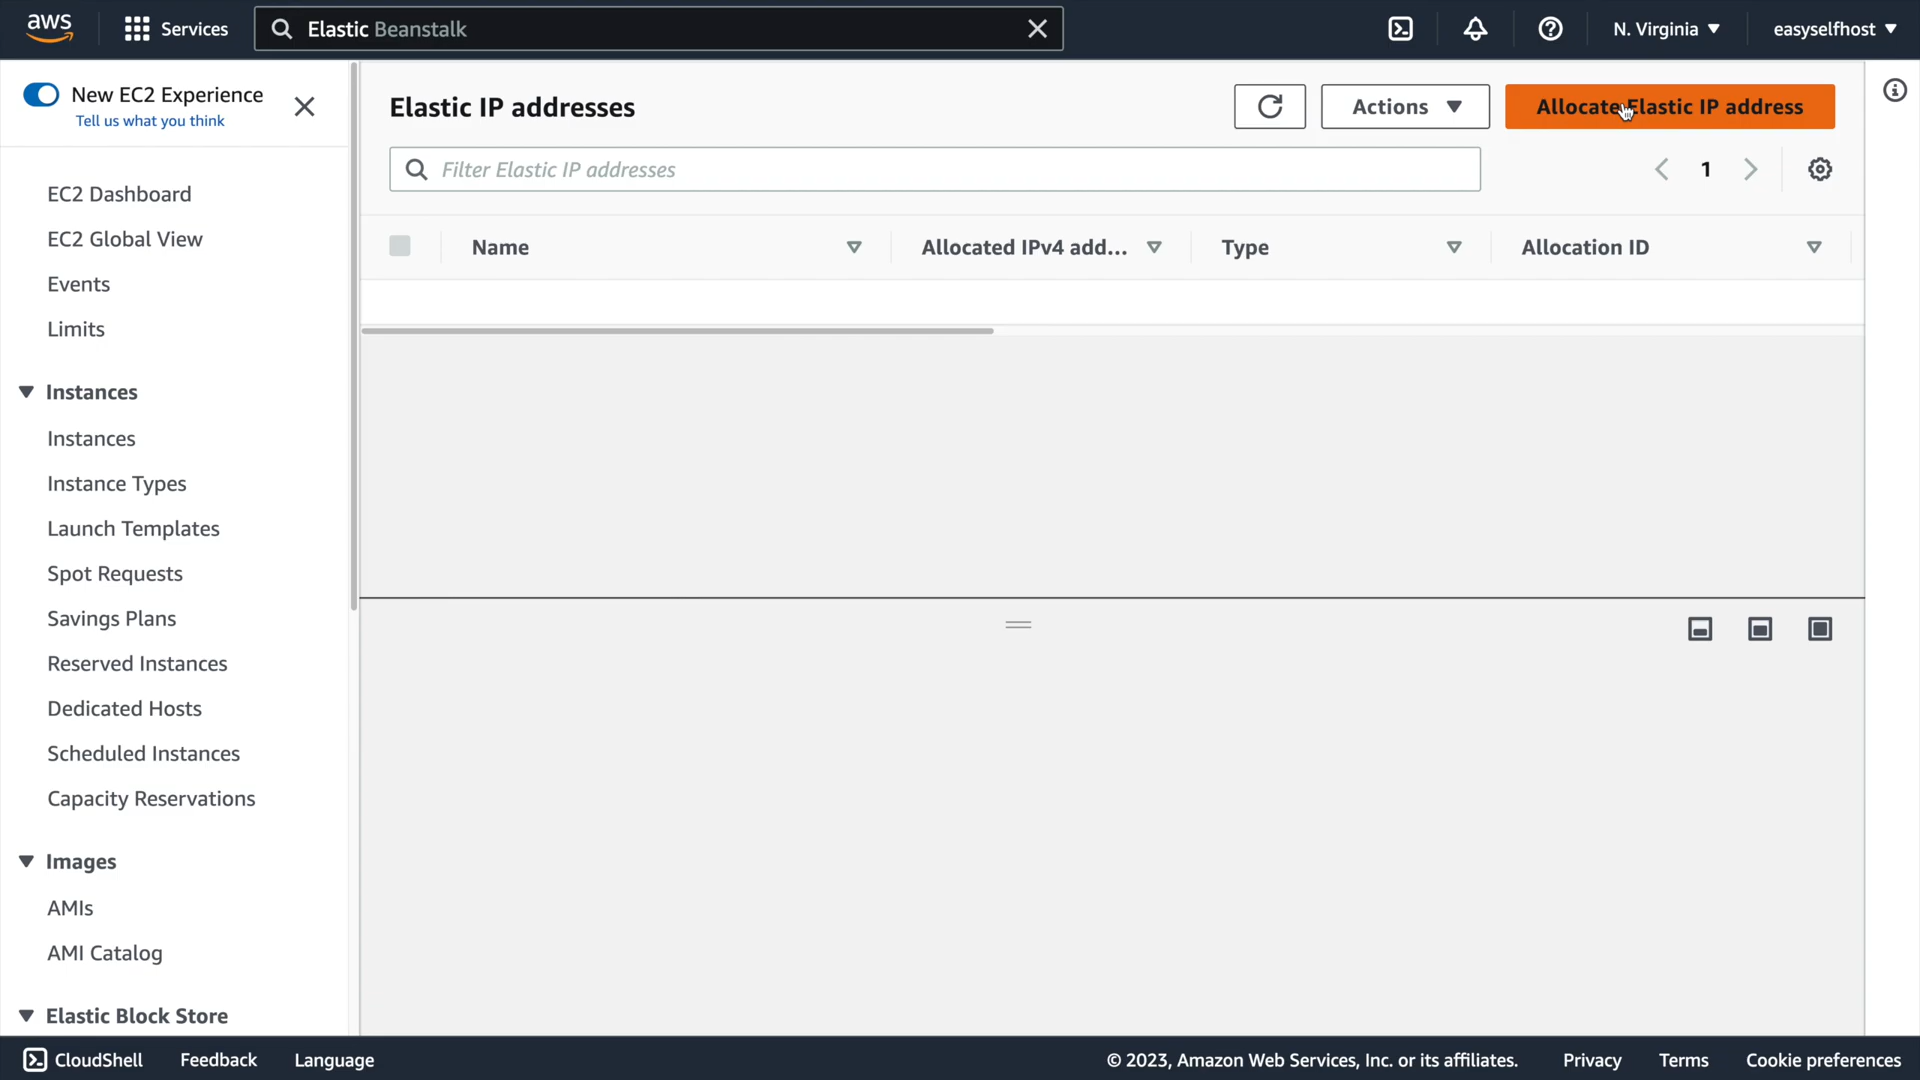 aws
Services
Elastic Beanstalk
N. Virginia
easyselfhost
New EC2 Experience
Tell us what you think
EC2 Dashboard
EC2 Global View
Events
Limits
Instances
Instances
Instance Types
Launch Templates
Spot Requests
Savings Plans
Reserved Instances
Dedicated Hosts
Scheduled Instances
Capacity Reservations
Images
AMIs
AMI Catalog
Elastic Block Store
Elastic IP addresses
Actions
Allocate Elastic IP address
Filter Elastic IP addresses
1
Name
Allocated IPv4 add...
Type
Allocation ID
CloudShell
Feedback
Language
© 2023, Amazon Web Services, Inc. or its affiliates.
Privacy
Terms
Cookie preferences